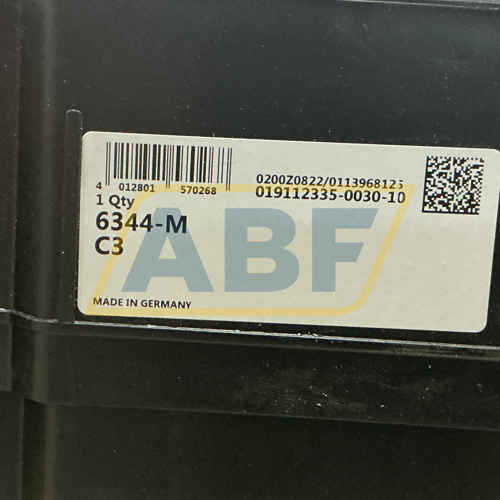 4 012801 570268
0200Z0822/0113968125
019112335-0030-10
1 Qty
6344-M
C3
ABF
MADE IN GERMANY